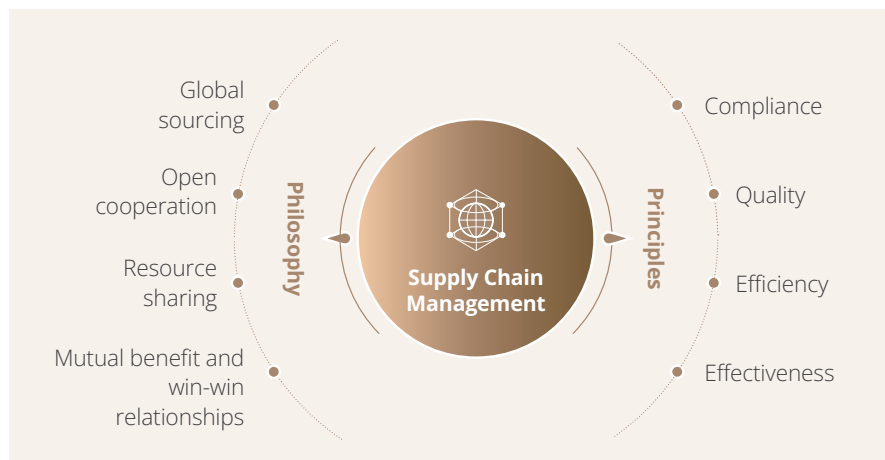 Global
sourcing
Open
cooperation
Resource
sharing
Mutual benefit and
win-win
relationships
Philosophy
Supply Chain
Management
Principles
Compliance
Quality
Efficiency
Effectiveness